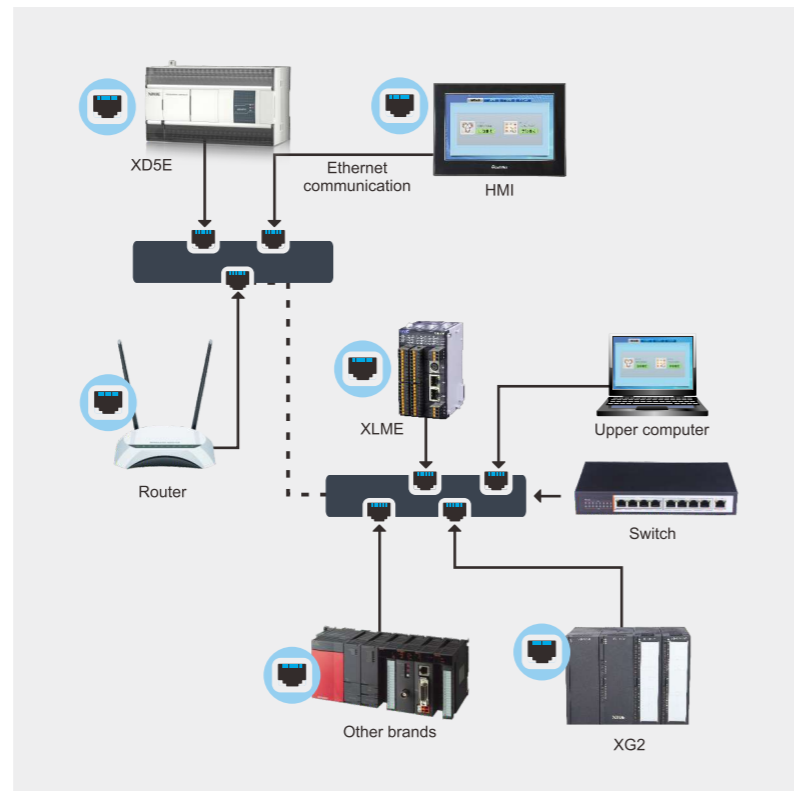 XD5E
Ethernet
communication
HMI
XLME
Upper computer
Router
Switch
Other brands
XG2